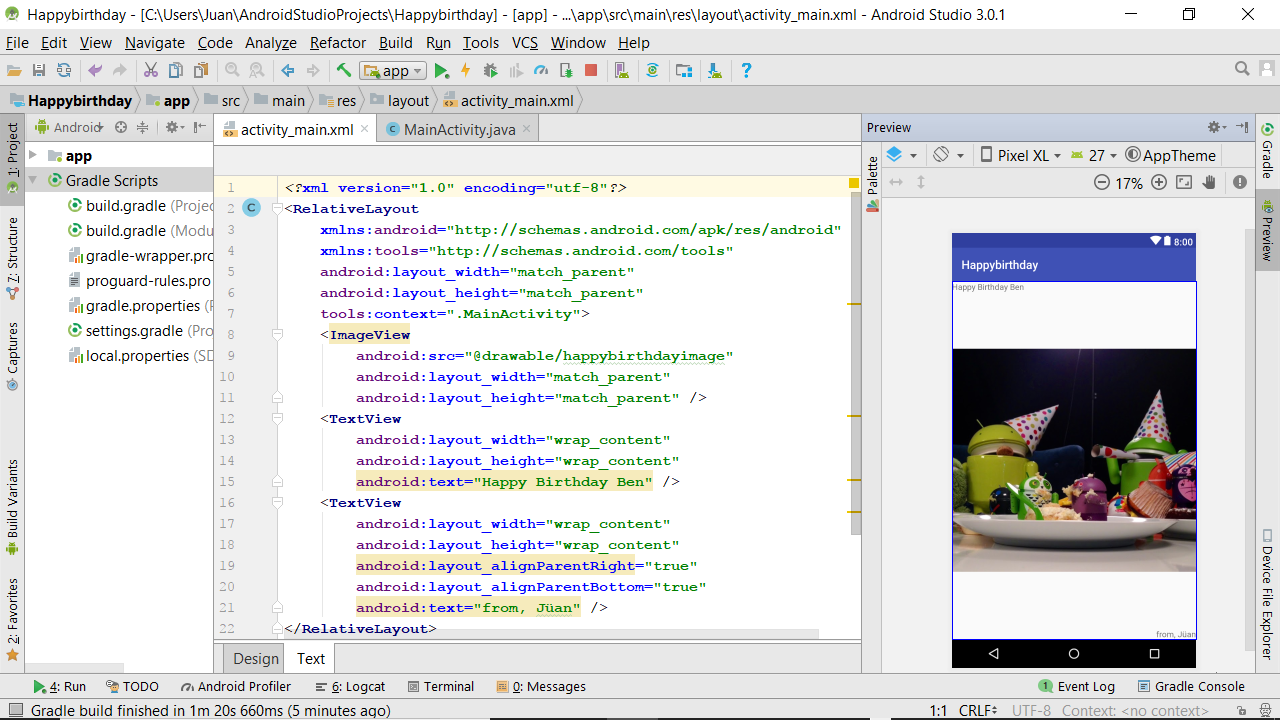 Happybirthday - [C:\Users\Juan\AndroidStudioProjects\Happybirthday] - [app] - ...\app\src\main\res\layout\activity_main.xml - Android Studio 3.0.1
File Edit View Navigate Code Analyze Refactor Build Run Tools VCS Window Help
app
Happybirthday app src main res layout activity_main.xml
1: Project
7: Structure
Captures
Build Variants
2: Favorites
Android
app
Gradle Scripts
build.gradle (Projec
build.gradle (Modu
gradle-wrapper.pro
proguard-rules.pro
gradle.properties (
settings.gradle (Pro
local.properties (SD
activity_main.xml MainActivity.java
1 <?xml version="1.0" encoding="utf-8"?>
2 <RelativeLayout
3 xmlns:android="http://schemas.android.com/apk/res/android"
4 xmlns:tools="http://schemas.android.com/tools"
5 android:layout_width="match_parent"
6 android:layout_height="match_parent"
7 tools:context=".MainActivity">
8 <ImageView
9 android:src="@drawable/happybirthdayimage"
10 android:layout_width="match_parent"
11 android:layout_height="match_parent" />
12 <TextView
13 android:layout_width="wrap_content"
14 android:layout_height="wrap_content"
15 android:text="Happy Birthday Ben" />
16 <TextView
17 android:layout_width="wrap_content"
18 android:layout_height="wrap_content"
19 android:layout_alignParentRight="true"
20 android:layout_alignParentBottom="true"
21 android:text="from, Jüan" />
22 </RelativeLayout>
Design Text
Preview
Palette
Pixel XL 27 AppTheme
17%
8:00
Happybirthday
Happy Birthday Ben
from, Jüan
Gradle
Preview
Device File Explorer
4: Run TODO Android Profiler 6: Logcat Terminal 0: Messages 1 Event Log Gradle Console
Gradle build finished in 1m 20s 660ms (5 minutes ago) 1:1 CRLF UTF-8 Context: <no context>